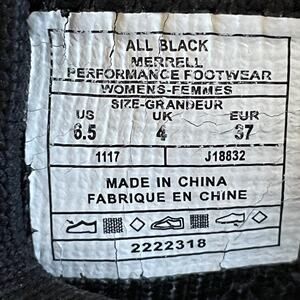 ALL BLACK
MERRELL
PERFORMANCE FOOTWEAR
WOMENS-FEMMES
SIZE-GRANDEUR
US UK EUR
6.5 4 37
1117 J18832
MADE IN CHINA
FABRIQUE EN CHINE
2222318